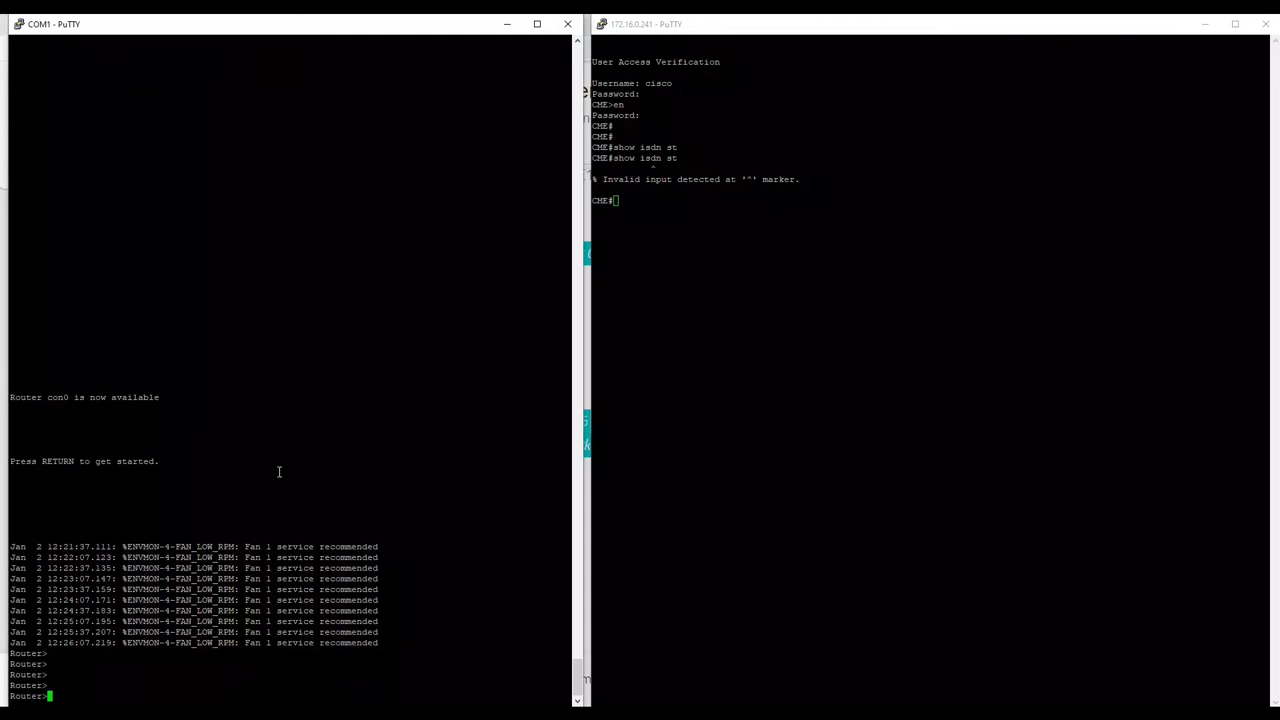 COM1 - PuTTY
Router con0 is now available
Press RETURN to get started.
Jan  2 12:21:37.111: %ENVMON-4-FAN_LOW_RPM: Fan 1 service recommended
Jan  2 12:22:07.123: %ENVMON-4-FAN_LOW_RPM: Fan 1 service recommended
Jan  2 12:22:37.135: %ENVMON-4-FAN_LOW_RPM: Fan 1 service recommended
Jan  2 12:23:07.147: %ENVMON-4-FAN_LOW_RPM: Fan 1 service recommended
Jan  2 12:23:37.159: %ENVMON-4-FAN_LOW_RPM: Fan 1 service recommended
Jan  2 12:24:07.171: %ENVMON-4-FAN_LOW_RPM: Fan 1 service recommended
Jan  2 12:24:37.183: %ENVMON-4-FAN_LOW_RPM: Fan 1 service recommended
Jan  2 12:25:07.195: %ENVMON-4-FAN_LOW_RPM: Fan 1 service recommended
Jan  2 12:25:37.207: %ENVMON-4-FAN_LOW_RPM: Fan 1 service recommended
Jan  2 12:26:07.219: %ENVMON-4-FAN_LOW_RPM: Fan 1 service recommended
Router>
Router>
Router>
Router>
Router>
172.16.0.241 - PuTTY
User Access Verification
Username: cisco
Password:
CME>en
Password:
CME#
CME#
CME#show isdn st
CME#show isdn st
^
% Invalid input detected at '^' marker.
CME#